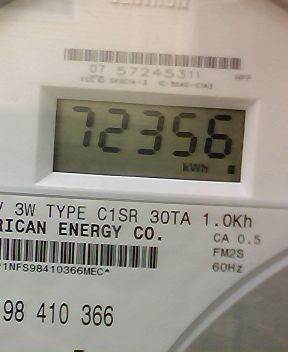 CENTRON
07 57245311
72356
kWh
V 3W TYPE C1SR 30TA 1.0Kh
RICAN ENERGY CO.
CA 0.5
FM2S
60Hz
1NFS98410366MEC*
98 410 366